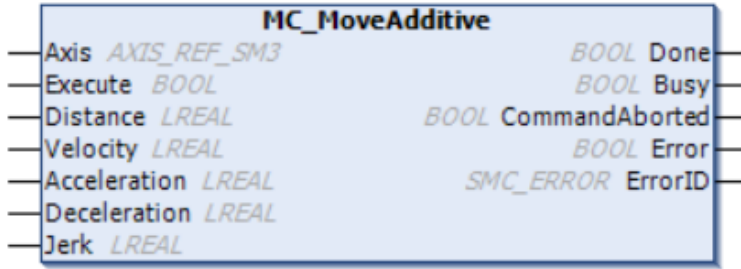 MC_MoveAdditive
Axis AXIS_REF_SM3 BOOL Done
Execute BOOL BOOL Busy
Distance LREAL BOOL CommandAborted
Velocity LREAL BOOL Error
Acceleration LREAL SMC_ERROR ErrorID
Deceleration LREAL
Jerk LREAL